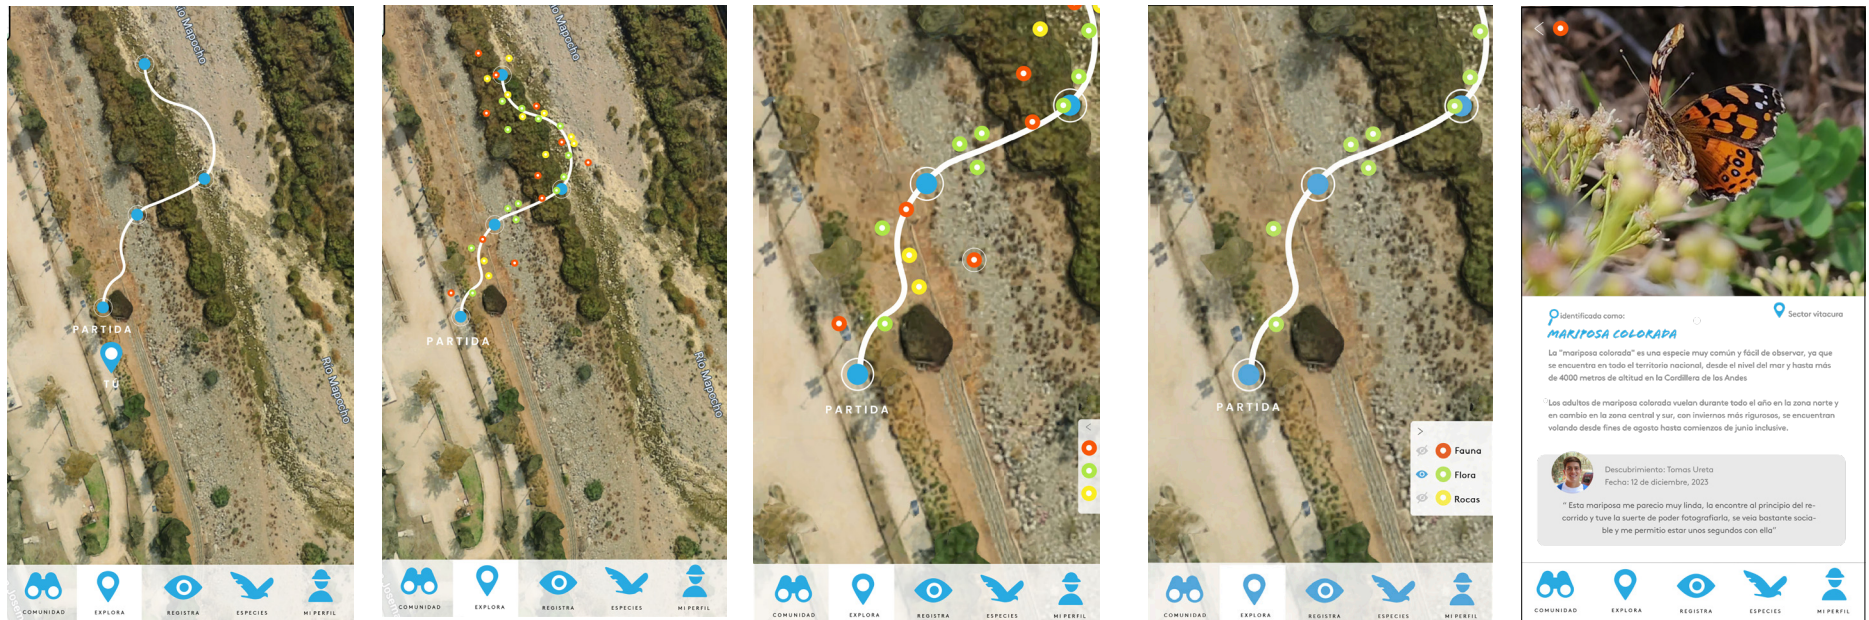 Río Mapocho
PARTIDA
TÚ
Río Mapocho
COMUNIDAD
EXPLORA
REGISTRA
ESPECIES
MI PERFIL
Río Mapocho
PARTIDA
Río Mapocho
COMUNIDAD
EXPLORA
REGISTRA
ESPECIES
MI PERFIL
PARTIDA
COMUNIDAD
EXPLORA
REGISTRA
ESPECIES
MI PERFIL
PARTIDA
Fauna
Flora
Rocas
COMUNIDAD
EXPLORA
REGISTRA
ESPECIES
MI PERFIL
identificada como:
Sector vitacura
MARIPOSA COLORADA
La "mariposa colorada" es una especie muy común y fácil de observar, ya que
se encuentra en todo el territorio nacional, desde el nivel del mar y hasta más
de 4000 metros de altitud en la Cordillera de los Andes
Los adultos de mariposa colorada vuelan durante todo el año en la zona norte y
en cambio en la zona central y sur, con inviernos más rigurosos, se encuentran
volando desde fines de agosto hasta comienzos de junio inclusive.
Descubrimiento: Tomas Ureta
Fecha: 12 de diciembre, 2023
" Esta mariposa me parecio muy linda, la encontre al principio del re-
corrido y tuve la suerte de poder fotografiarla, se veia bastante socia-
ble y me permitio estar unos segundos con ella"
COMUNIDAD
EXPLORA
REGISTRA
ESPECIES
MI PERFIL